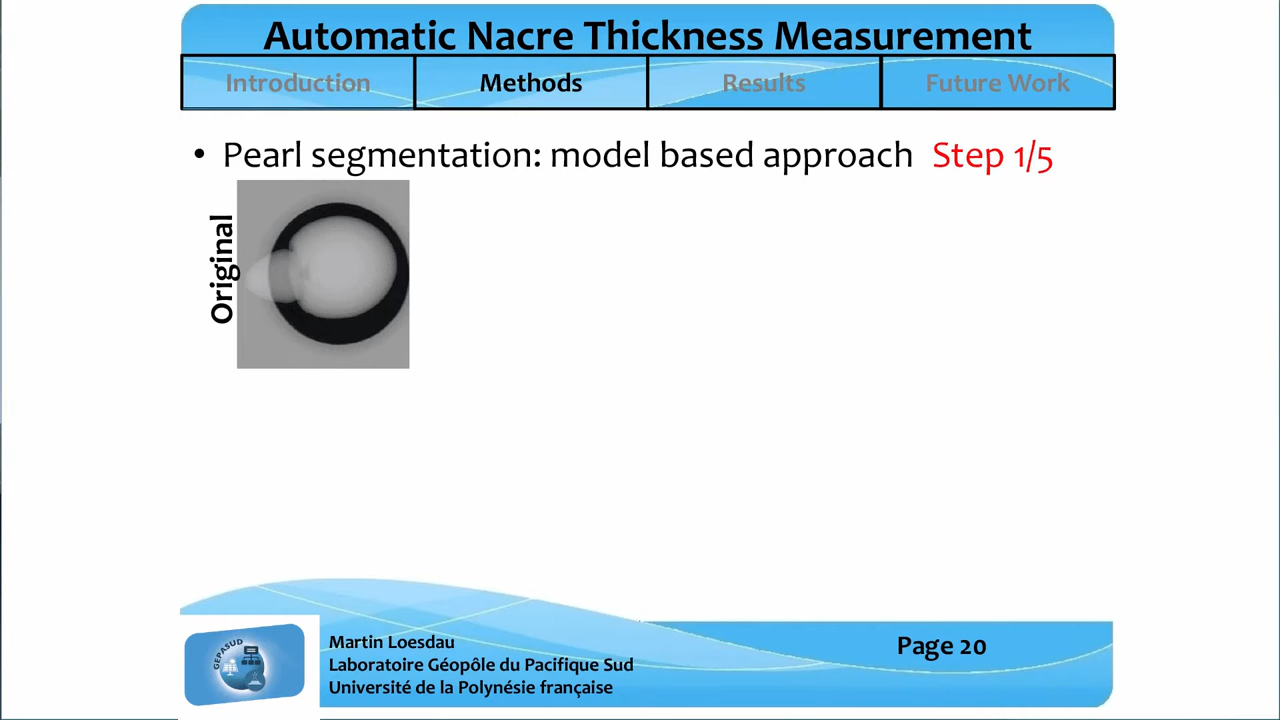 Automatic Nacre Thickness Measurement
Introduction
Methods
Results
Future Work
• Pearl segmentation: model based approach Step 1/5
Original
GEPASUD
Martin Loesdau
Laboratoire Géopôle du Pacifique Sud
Université de la Polynésie française
Page 20